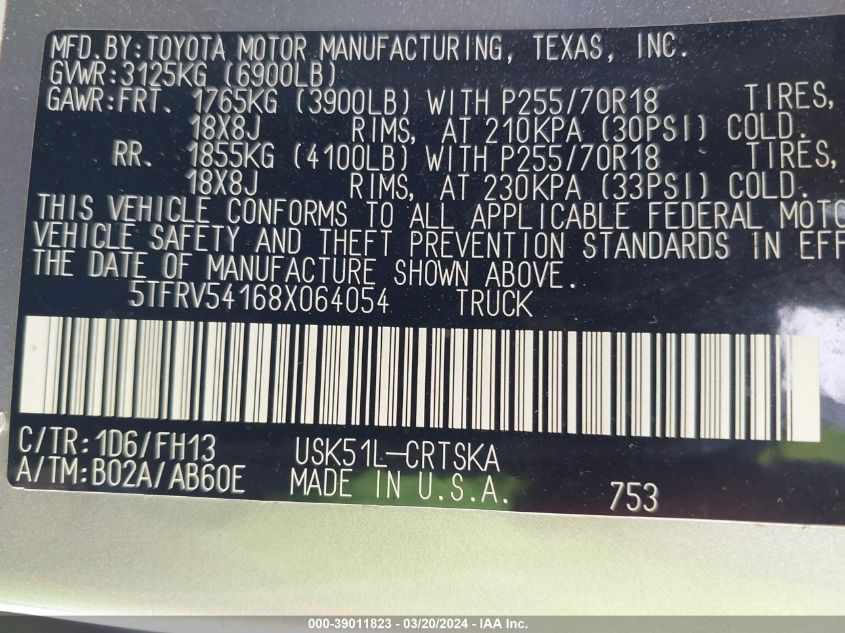 MFD.BY:TOYOTA MOTOR MANUFACTURING, TEXAS, INC.
GVWR:3125KG (6900LB)
GAWR:FRT. 1765KG (3900LB) WITH P255/70R18 TIRES,
18X8J RIMS, AT 210KPA (30PSI) COLD.
RR. 1855KG (4100LB) WITH P255/70R18 TIRES,
18X8J RIMS, AT 230KPA (33PSI) COLD.
THIS VEHICLE CONFORMS TO ALL APPLICABLE FEDERAL MOTO
VEHICLE SAFETY AND THEFT PREVENTION STANDARDS IN EFF
THE DATE OF MANUFACTURE SHOWN ABOVE.
5TFRV54168X064054 TRUCK
C/TR:1D6/FH13 USK51L-CRTSKA
A/TM:B02A/AB60E MADE IN U.S.A. 753
000-39011823 - 03/20/2024 - IAA Inc.